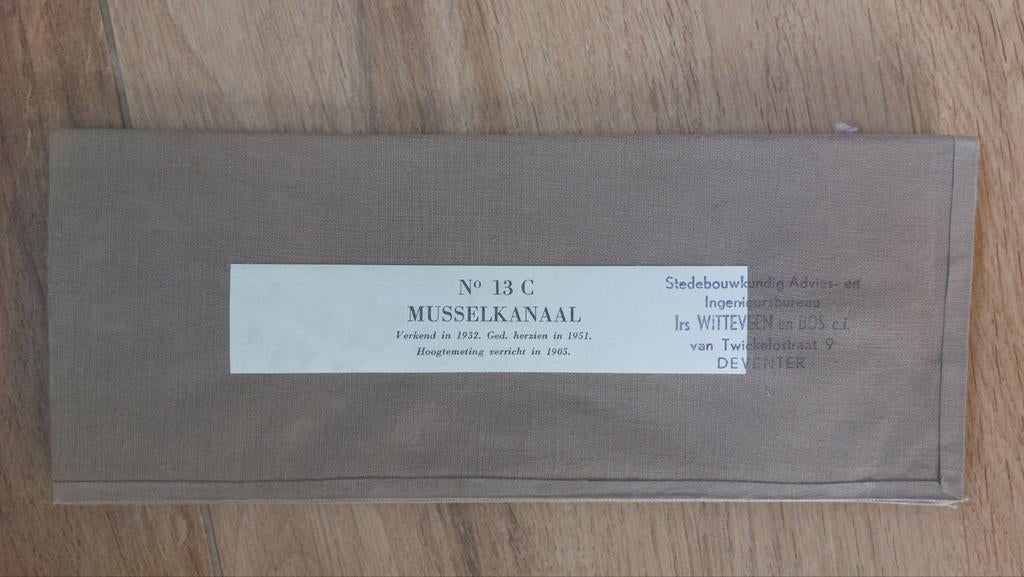 Nº 13 C
MUSSELKANAAL
Verkend in 1932. Ged. herzien in 1951.
Hoogtemeting verricht in 1905.
Stedebouwkundig Advies- en
Ingenieursbureau
Irs WITTEVEEN en BOS c.i.
van Twickelostraat 9
DEVENTER